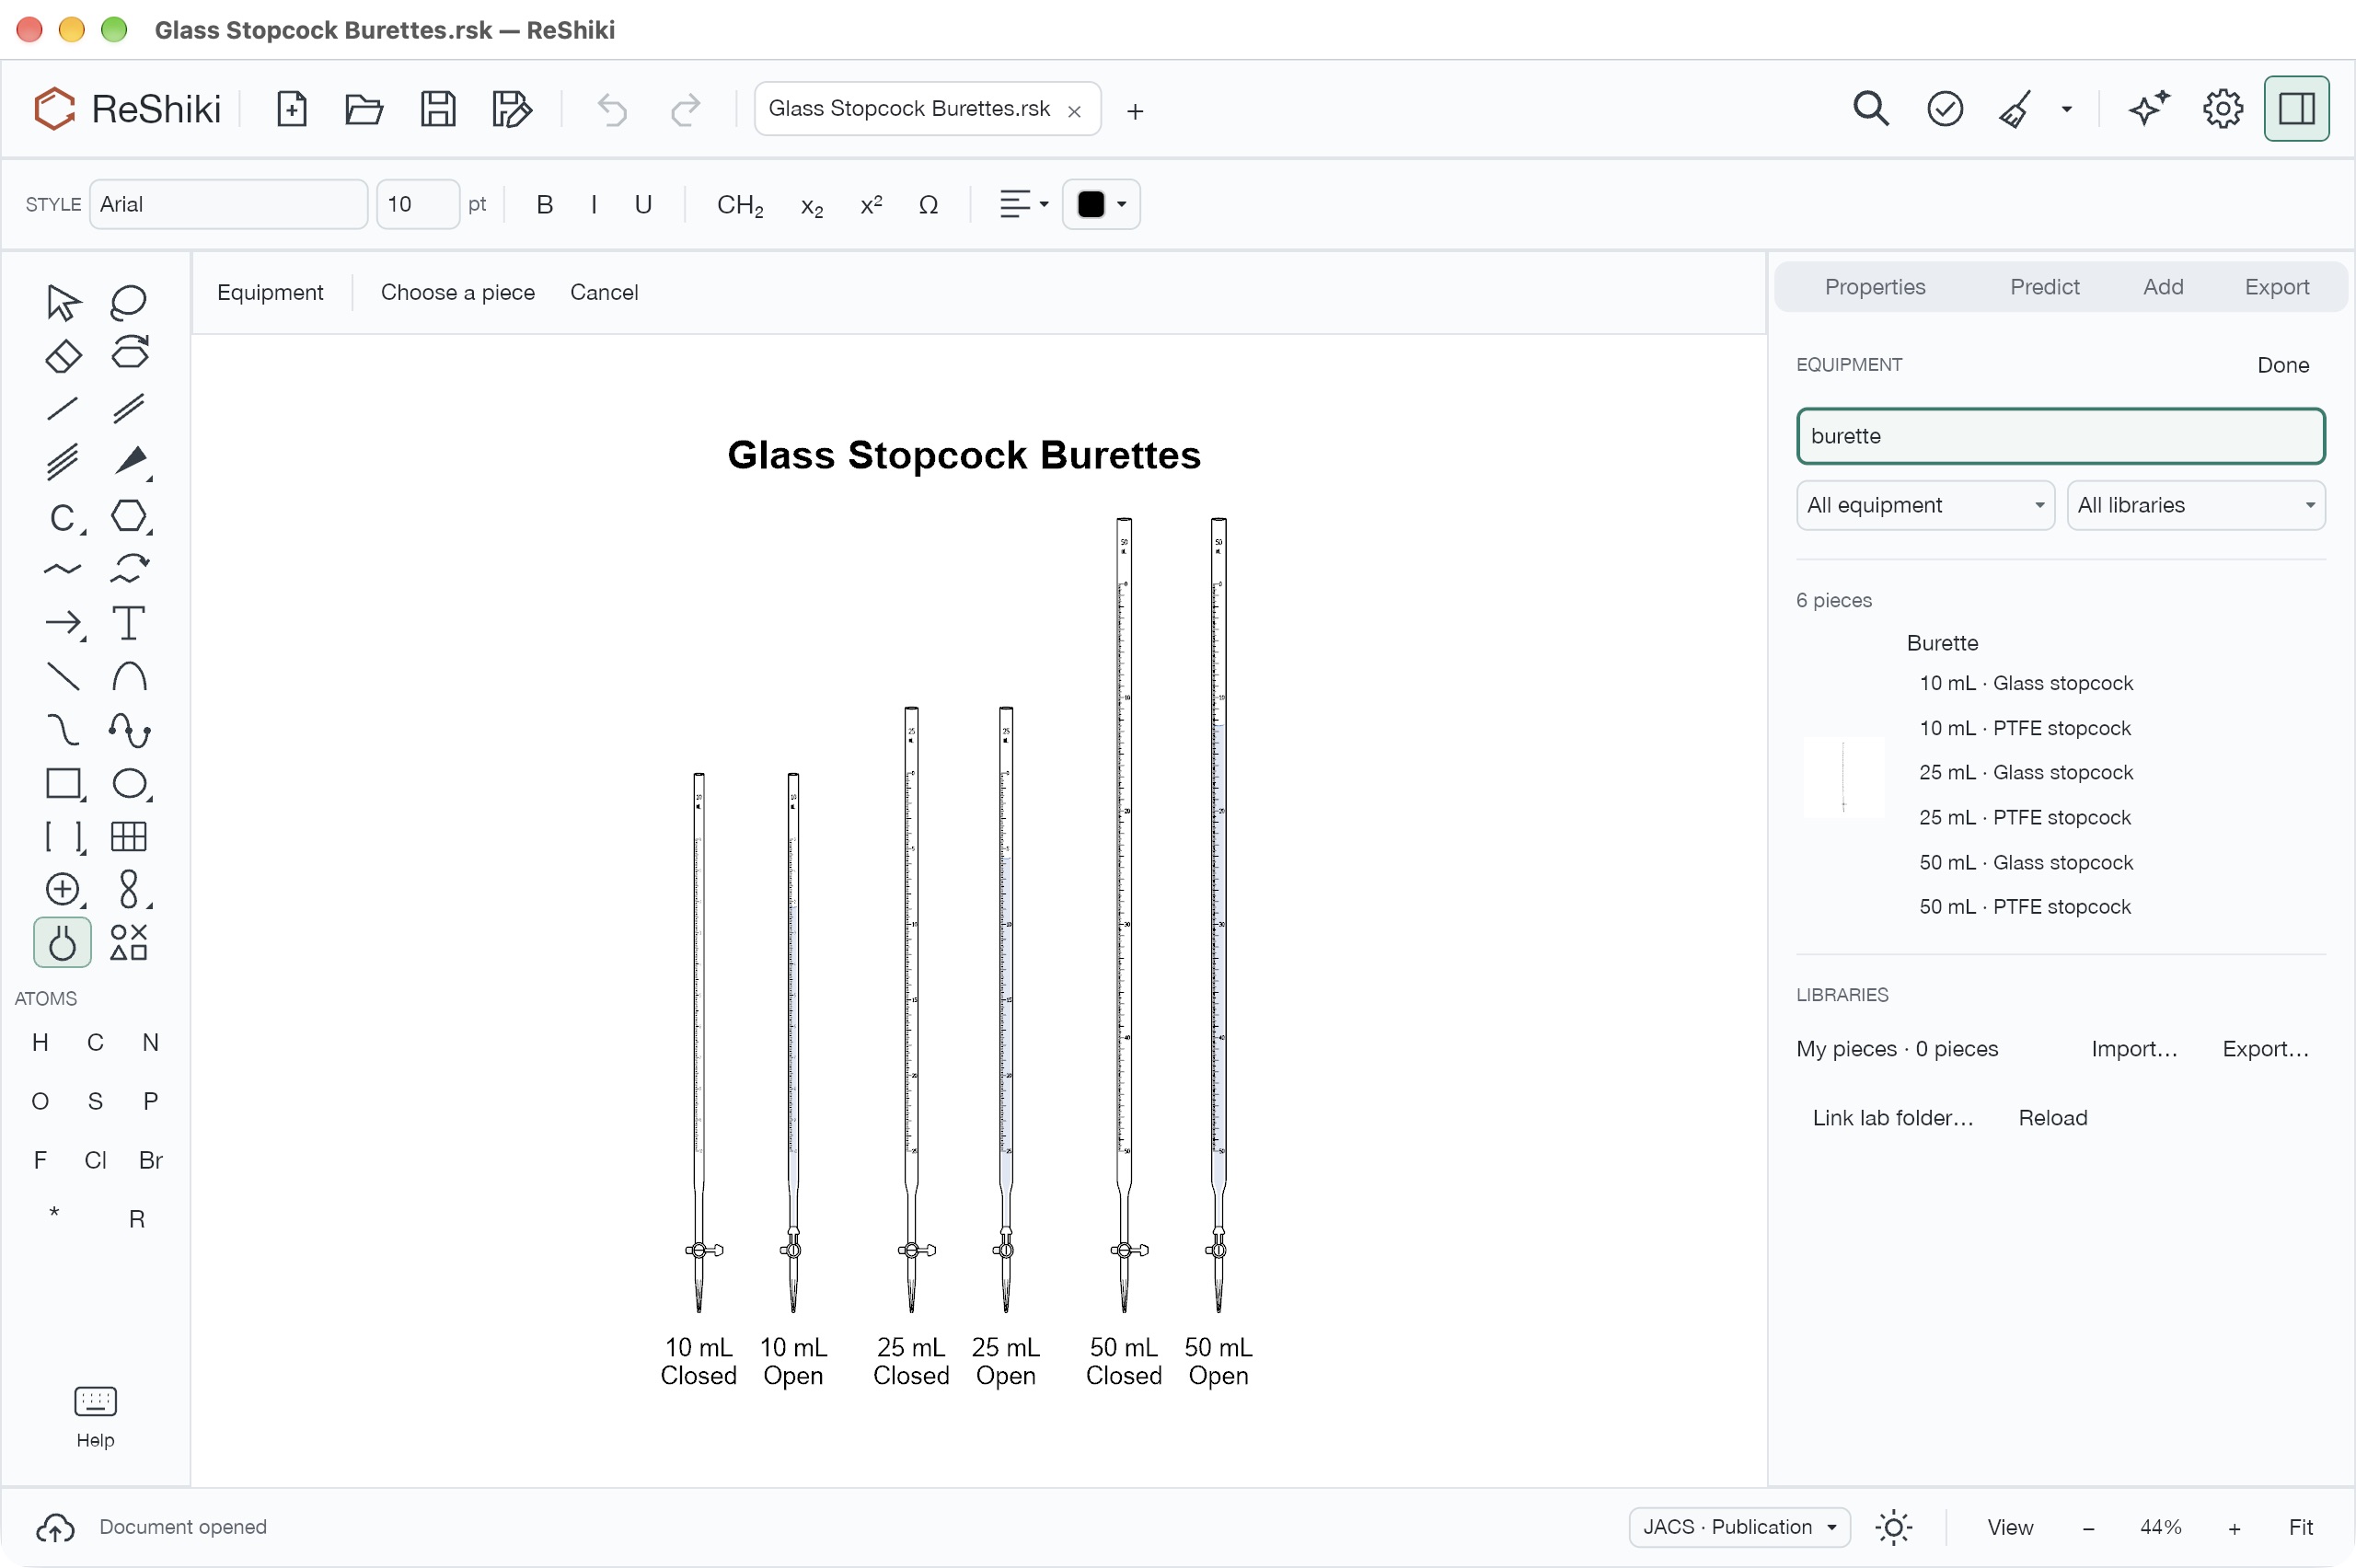 Glass Stopcock Burettes.rsk — ReShiki
ReShiki
Glass Stopcock Burettes.rsk
STYLE Arial 10 pt B I U CH₂ x₂ x² Ω
Equipment Choose a piece Cancel
Properties Predict Add Export
EQUIPMENT Done
burette
All equipment All libraries
6 pieces
Burette
10 mL · Glass stopcock
10 mL · PTFE stopcock
25 mL · Glass stopcock
25 mL · PTFE stopcock
50 mL · Glass stopcock
50 mL · PTFE stopcock
LIBRARIES
My pieces · 0 pieces Import... Export...
Link lab folder... Reload
C
T
ATOMS
H C N
O S P
F Cl Br
* R
Help
Glass Stopcock Burettes
10 mL 10 mL 25 mL 25 mL 50 mL 50 mL
Closed Open Closed Open Closed Open
Document opened
JACS · Publication View − 44% + Fit